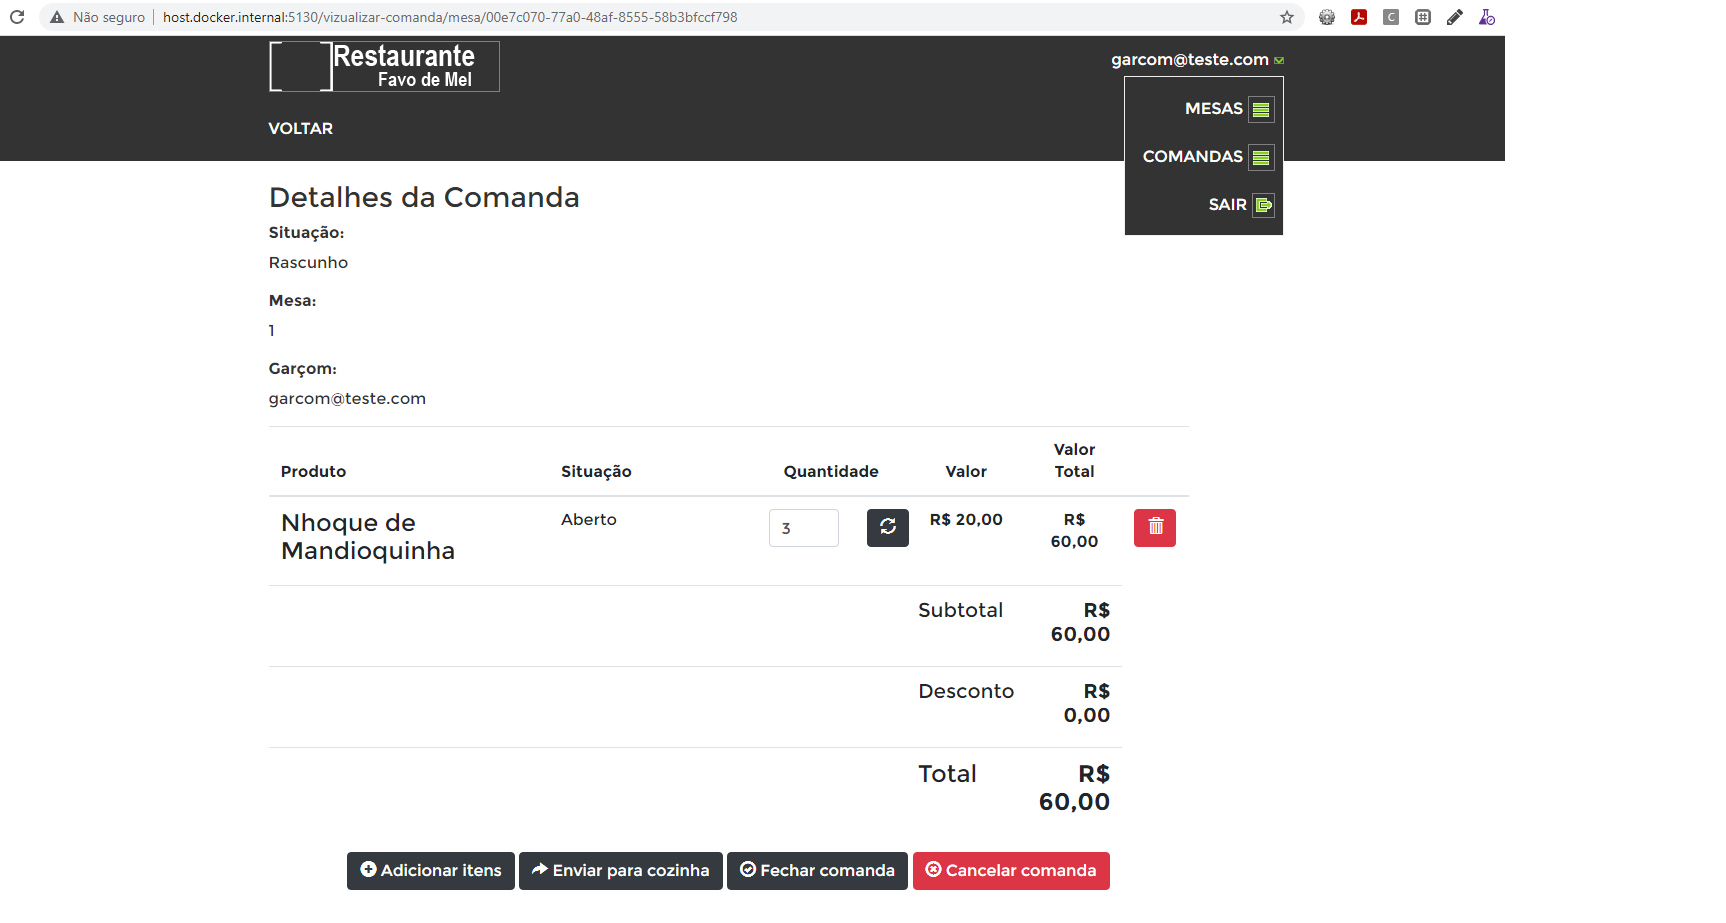 Não seguro host.docker.internal:5130/vizualizar-comanda/mesa/00e7c070-77a0-48af-8555-58b3bfccf798
Restaurante
Favo de Mel
garcom@teste.com
VOLTAR
MESAS
COMANDAS
SAIR
Detalhes da Comanda
Situação:
Rascunho
Mesa:
1
Garçom:
garcom@teste.com
Produto Situação Quantidade Valor Valor Total
Nhoque de Aberto 3 R$ 20,00 R$
Mandioquinha 60,00
Subtotal R$
60,00
Desconto R$
0,00
Total R$
60,00
Adicionar itens Enviar para cozinha Fechar comanda Cancelar comanda